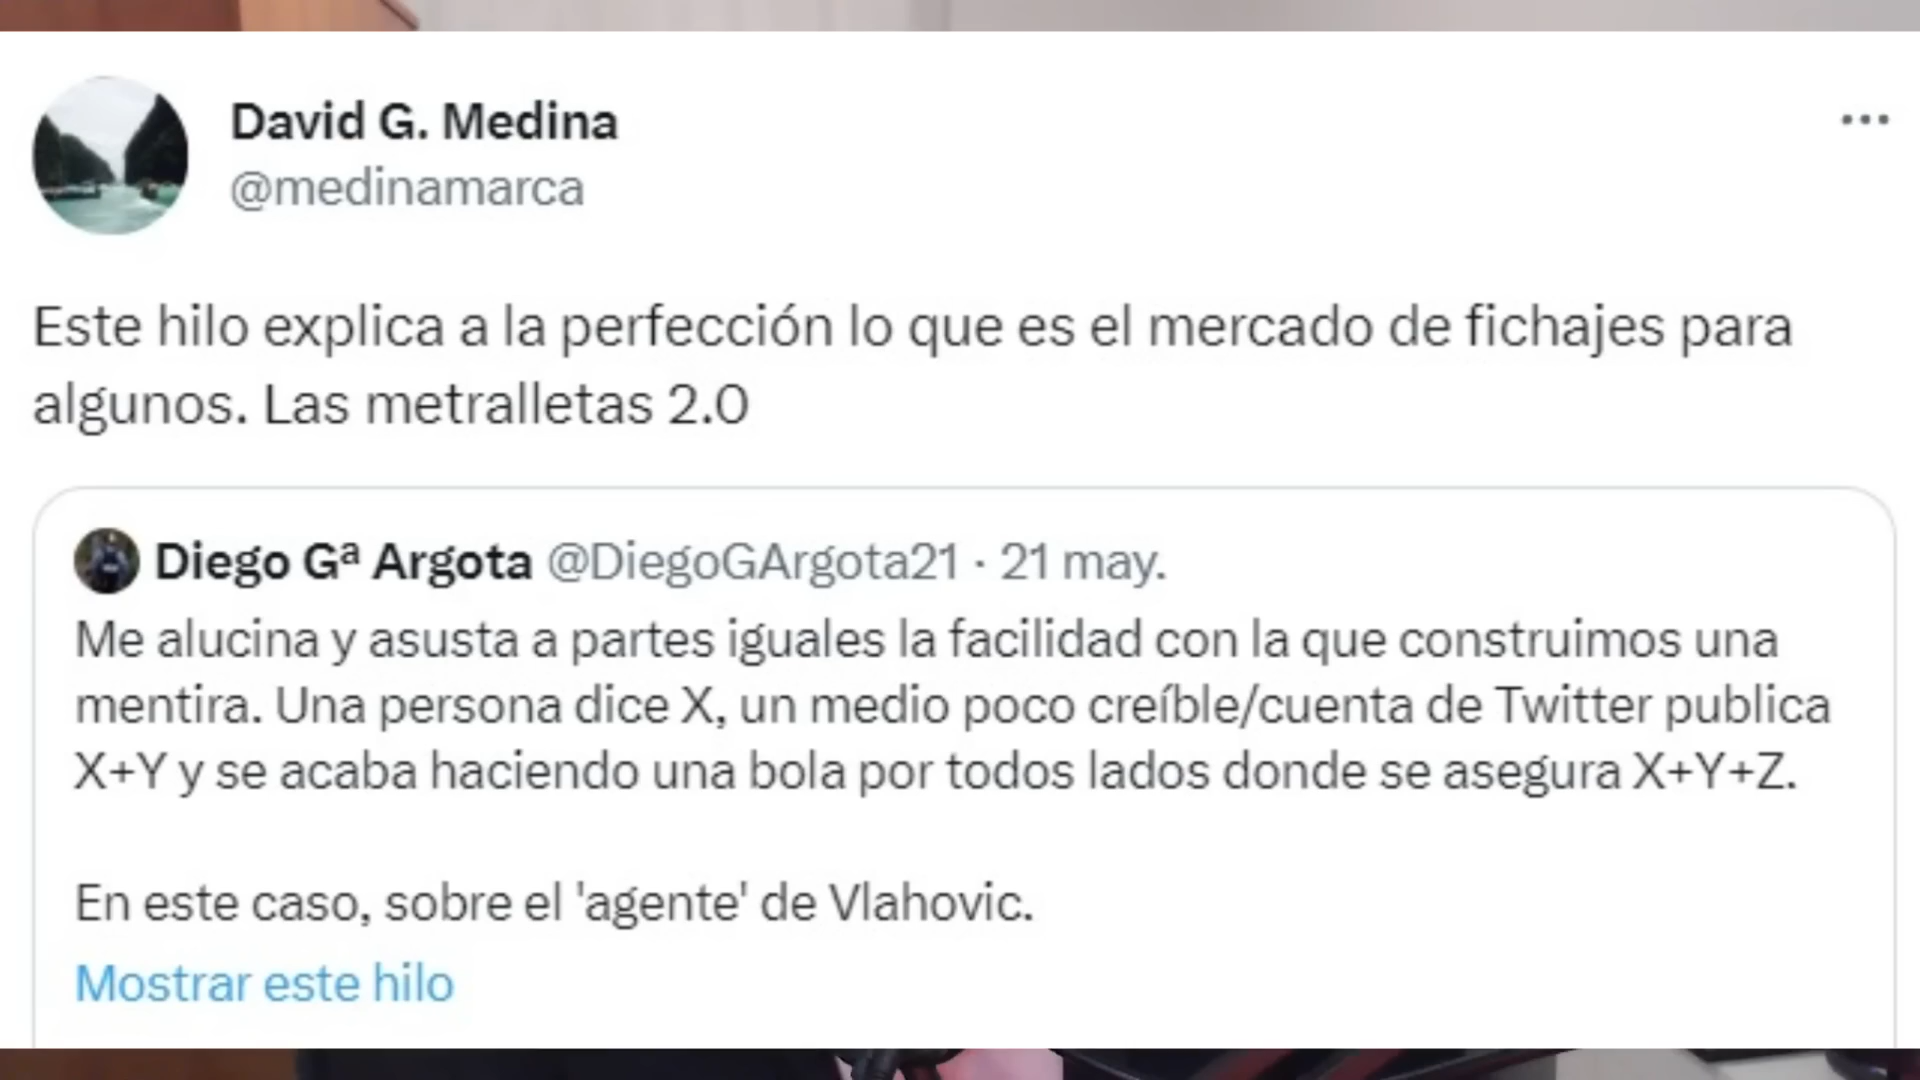 David G. Medina
@medinamarca
Este hilo explica a la perfección lo que es el mercado de fichajes para
algunos. Las metralletas 2.0
Diego Gª Argota @DiegoGArgota21 · 21 may.
Me alucina y asusta a partes iguales la facilidad con la que construimos una
mentira. Una persona dice X, un medio poco creíble/cuenta de Twitter publica
X+Y y se acaba haciendo una bola por todos lados donde se asegura X+Y+Z.
En este caso, sobre el 'agente' de Vlahovic.
Mostrar este hilo